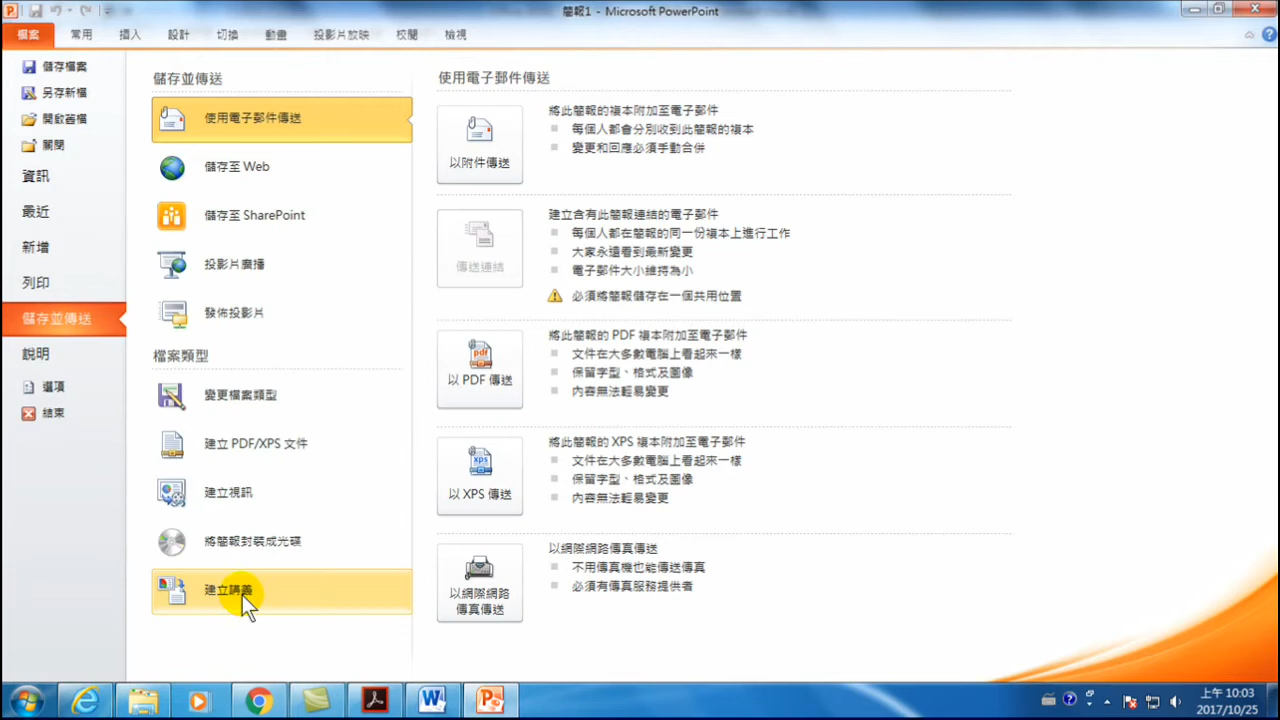 簡報1 - Microsoft PowerPoint
檔案 常用 插入 設計 切換 動畫 投影片放映 校閱 檢視
儲存檔案
另存新檔
開啟舊檔
關閉
資訊
最近
新增
列印
儲存並傳送
說明
選項
結束
儲存並傳送
使用電子郵件傳送
儲存至 Web
儲存至 SharePoint
投影片廣播
發佈投影片
檔案類型
變更檔案類型
建立 PDF/XPS 文件
建立視訊
將簡報封裝成光碟
建立講義
使用電子郵件傳送
以附件傳送
將此簡報的複本附加至電子郵件
每個人都會分別收到此簡報的複本
變更和回應必須手動合併
傳送連結
建立含有此簡報連結的電子郵件
每個人都在簡報的同一份複本上進行工作
大家永遠看到最新變更
電子郵件大小維持為小
必須將簡報儲存在一個共用位置
pdf
以 PDF 傳送
將此簡報的 PDF 複本附加至電子郵件
文件在大多數電腦上看起來一樣
保留字型、格式及圖像
內容無法輕易變更
xps
以 XPS 傳送
將此簡報的 XPS 複本附加至電子郵件
文件在大多數電腦上看起來一樣
保留字型、格式及圖像
內容無法輕易變更
以網際網路
傳真傳送
以網際網路傳真傳送
不用傳真機也能傳送傳真
必須有傳真服務提供者
上午 10:03
2017/10/25